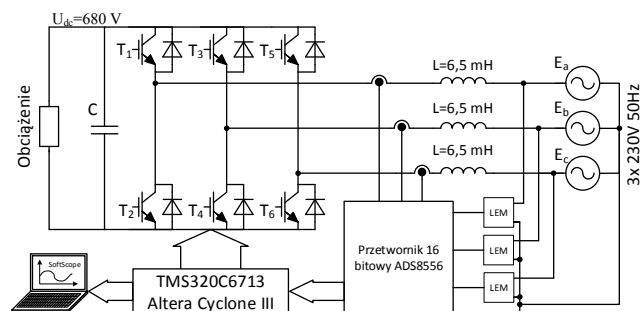 U_dc=680 V
T₁
T₃
T₅
L=6,5 mH
E_a
Obciążenie
C
L=6,5 mH
E_b
L=6,5 mH
E_c
3x 230V 50Hz
T₂
T₄
T₆
LEM
LEM
LEM
Przetwornik 16
bitowy ADS8556
SoftScope
TMS320C6713
Altera Cyclone III